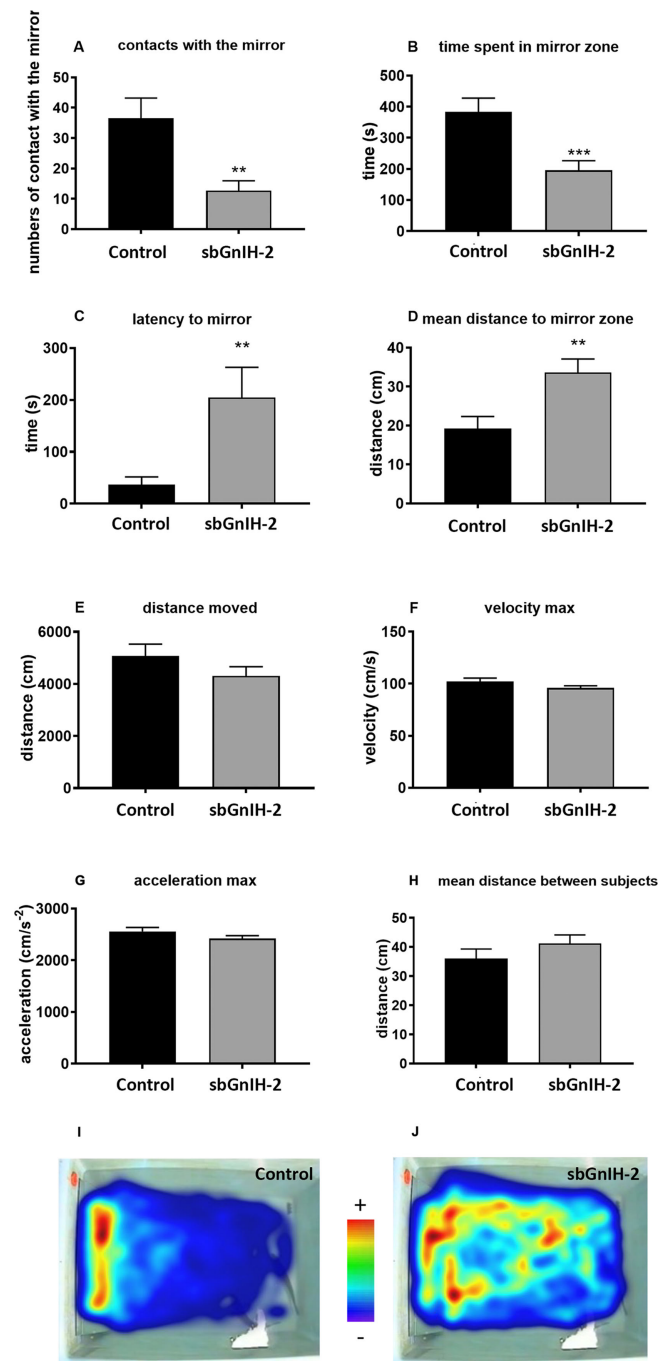 A contacts with the mirror
numbers of contact with the mirror
50
40
30
20
10
0
**
Control sbGnIH-2
B time spent in mirror zone
time (s)
500
400
300
200
100
0
***
Control sbGnIH-2
C latency to mirror
time (s)
300
200
100
0
**
Control sbGnIH-2
D mean distance to mirror zone
distance (cm)
40
30
20
10
0
**
Control sbGnIH-2
E distance moved
distance (cm)
6000
4000
2000
0
Control sbGnIH-2
F velocity max
velocity (cm/s)
150
100
50
0
Control sbGnIH-2
G acceleration max
acceleration (cm/s⁻²)
3000
2000
1000
0
Control sbGnIH-2
H mean distance between subjects
distance (cm)
50
40
30
20
10
0
Control sbGnIH-2
I
Control
+
-
J
sbGnIH-2